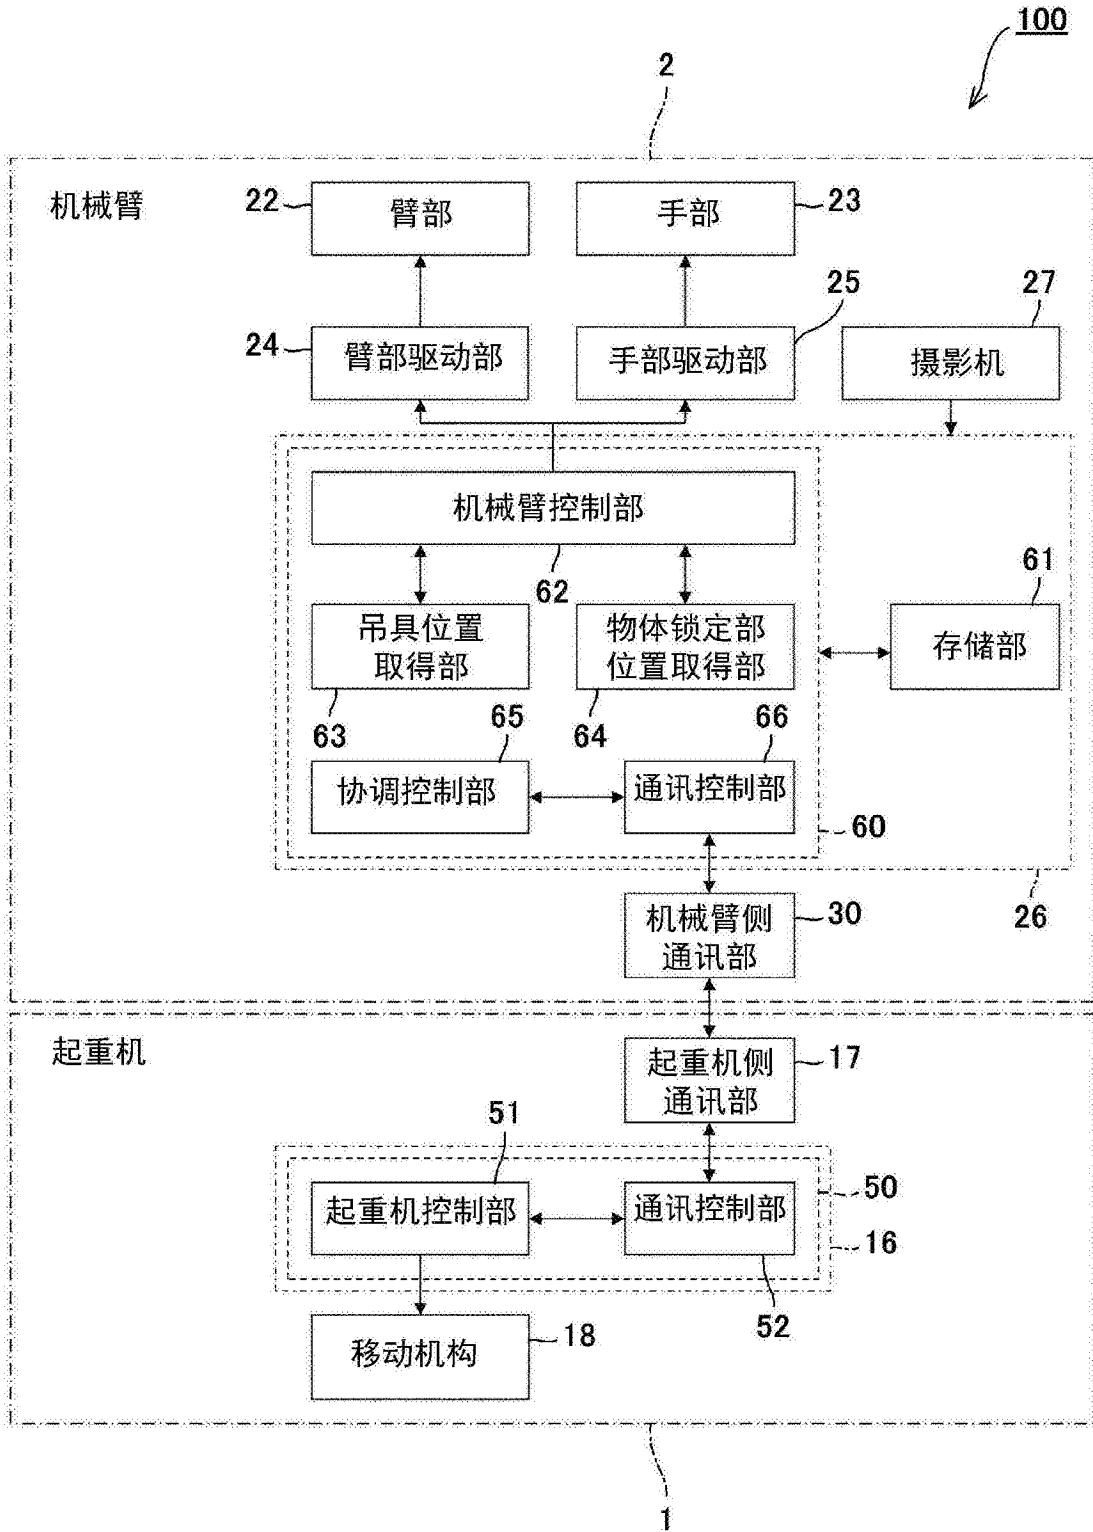 100
2
机械臂
22
臂部
手部
23
25
27
24
臂部驱动部
手部驱动部
摄影机
机械臂控制部
62
61
吊具位置
取得部
物体锁定部
位置取得部
存储部
63
65
64
66
协调控制部
通讯控制部
60
26
机械臂侧
通讯部
30
起重机
起重机侧
通讯部
17
51
起重机控制部
通讯控制部
50
16
52
移动机构
18
1